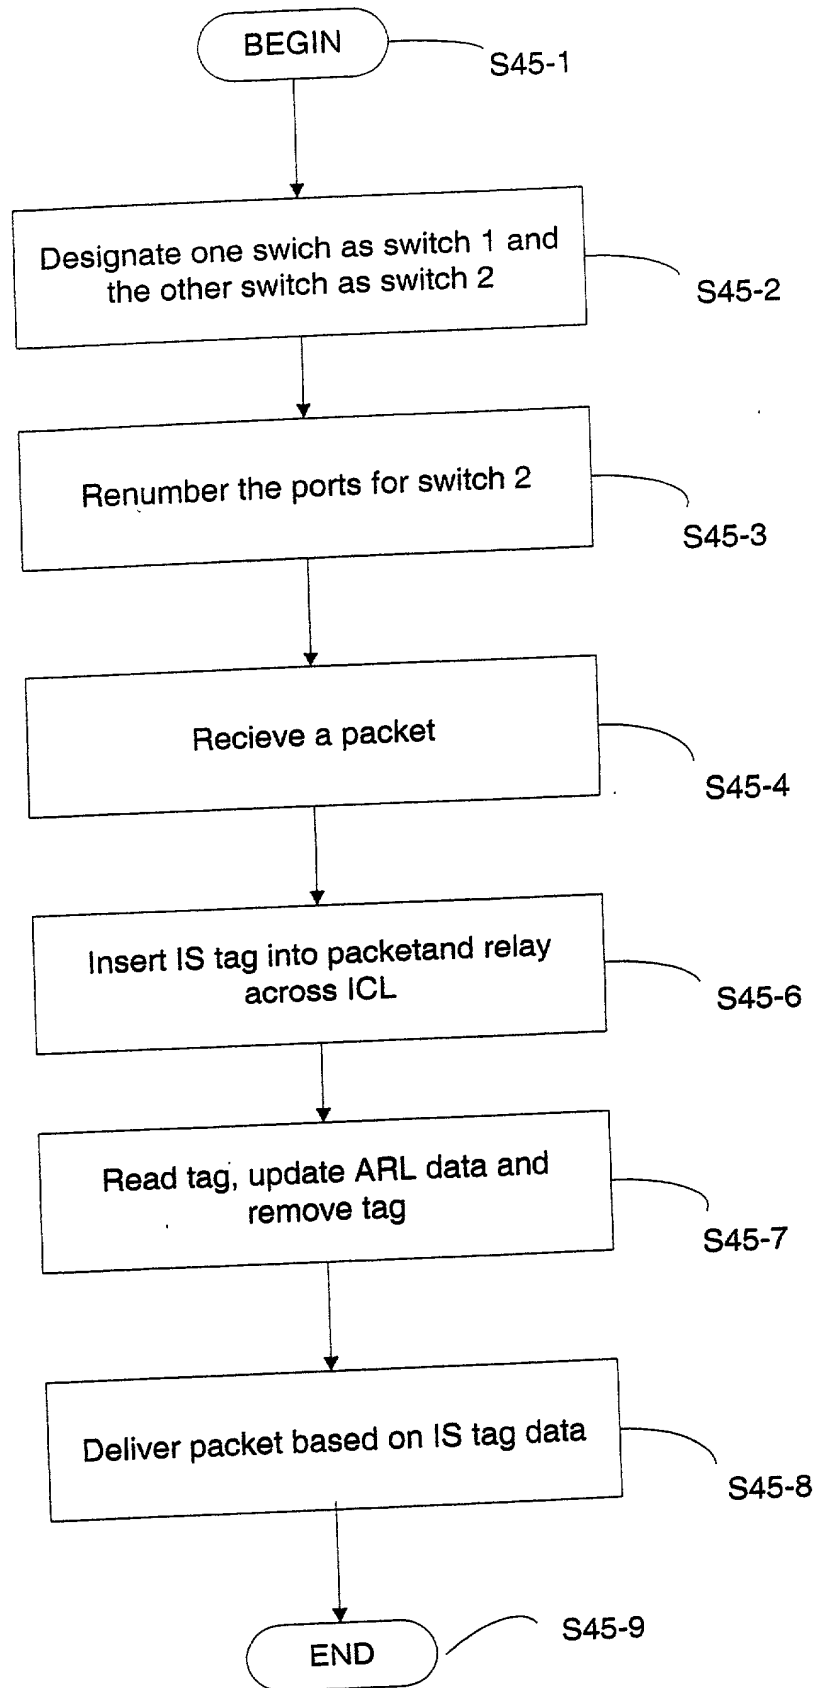 BEGIN
S45-1
Designate one swich as switch 1 and
the other switch as switch 2
S45-2
Renumber the ports for switch 2
S45-3
Recieve a packet
S45-4
Insert IS tag into packetand relay
across ICL
S45-6
Read tag, update ARL data and
remove tag
S45-7
Deliver packet based on IS tag data
S45-8
END
S45-9